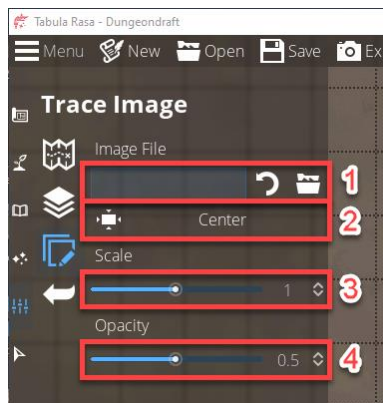 Tabula Rasa - Dungeondraft
Menu New Open Save Ex
Trace Image
Image File
1
Center
2
Scale
1
3
Opacity
0.5
4